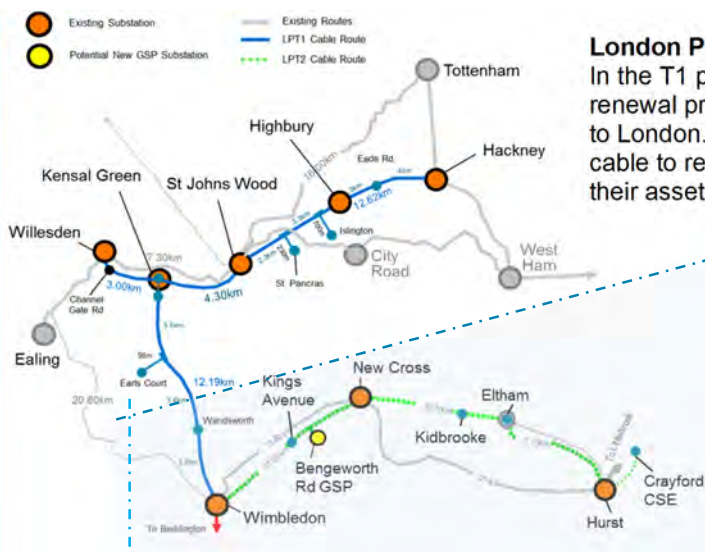 Existing Substation
Potential New GSP Substation
Existing Routes
LPT1 Cable Route
LPT2 Cable Route
London P
In the T1 p
renewal pr
to London.
cable to re
their asset
Tottenham
Highbury
Eade Rd
Hackney
Kensal Green
St Johns Wood
12.62km
Islington
Willesden
7.30km
City
Road
West
Ham
St Pancras
3.00km
4.30km
Channel
Gate Rd
Ealing
Earls Court
12.19km
20.80km
Wandsworth
New Cross
Kings
Avenue
Eltham
Kidbrooke
Bengeworth
Rd GSP
Crayford
CSE
Wimbledon
Hurst
To Beddington